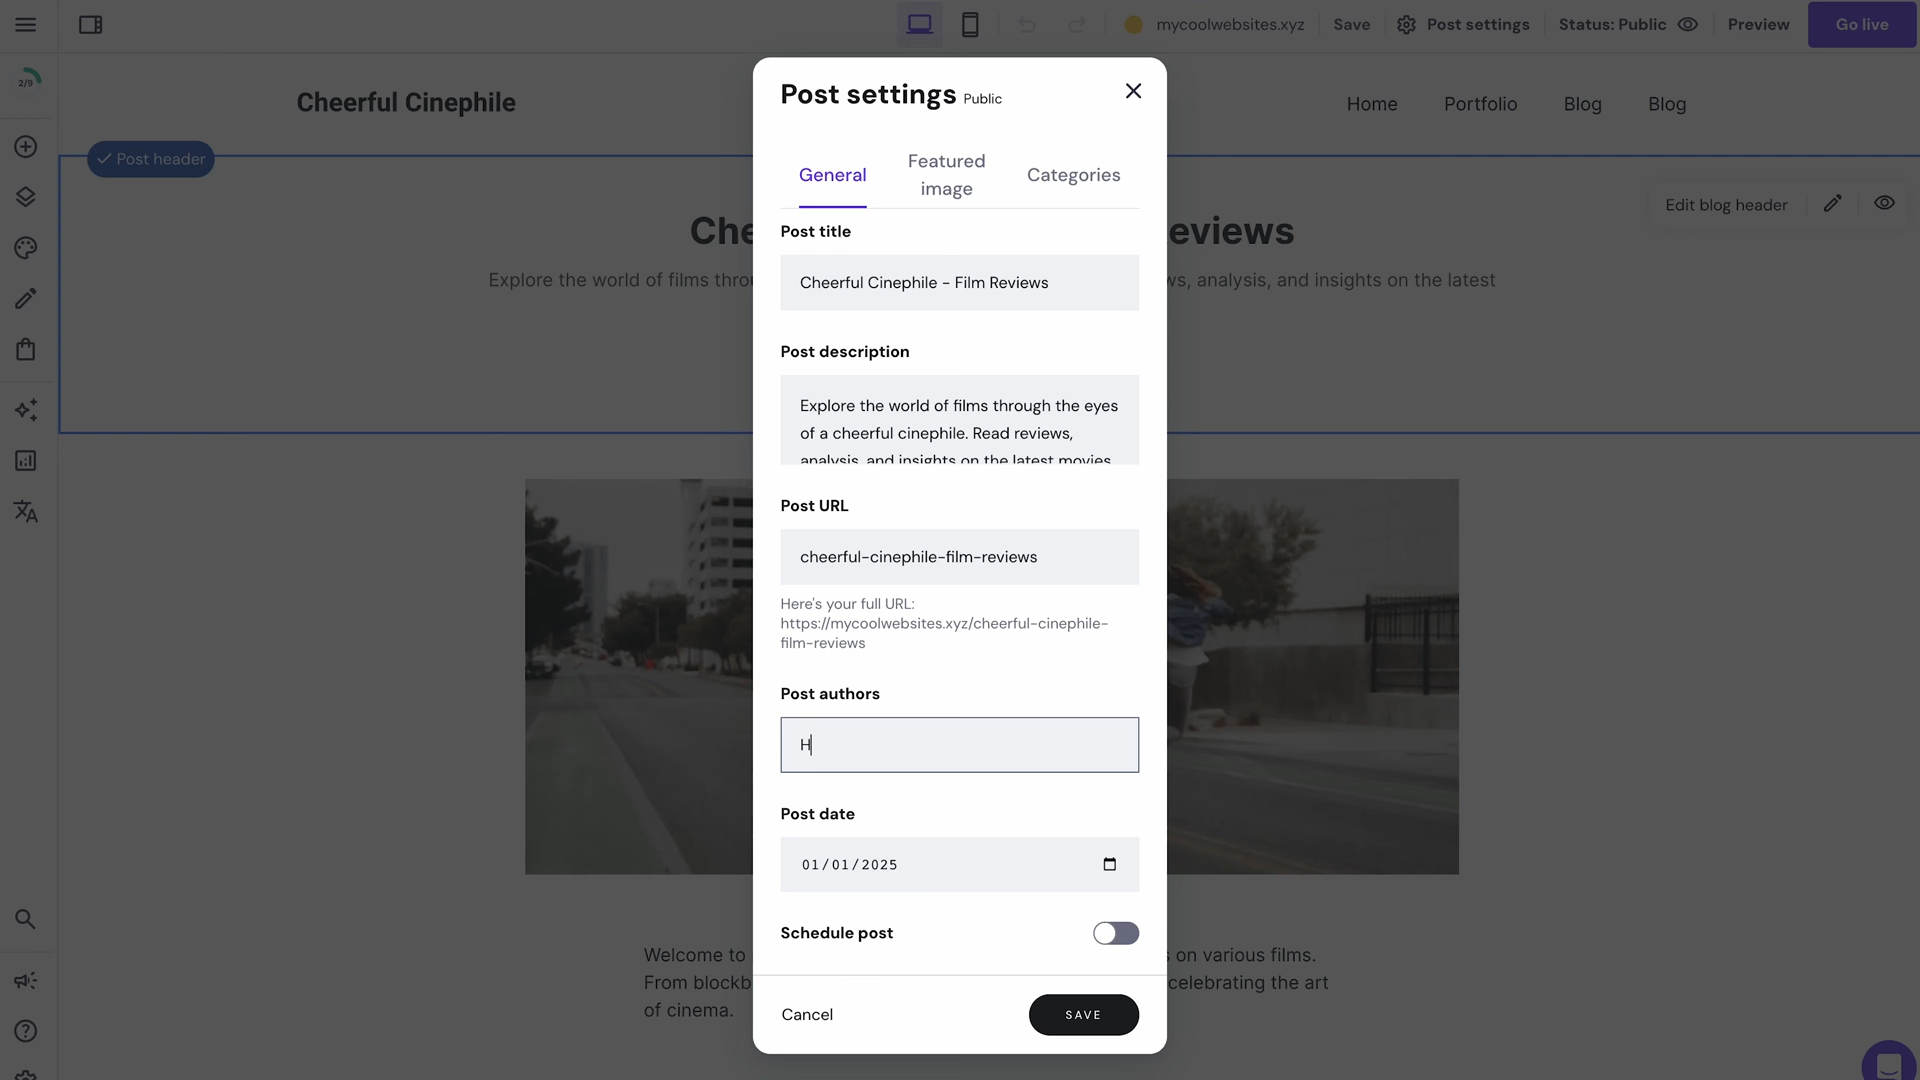 mycoolwebsites.xyz
Save
Post settings
Status: Public
Preview
Go live
2/9
Cheerful Cinephile
Home
Portfolio
Blog
Blog
Post header
Edit blog header
Che
eviews
Explore the world of films throu
ws, analysis, and insights on the latest
Post settings Public
General
Featured
image
Categories
Post title
Cheerful Cinephile - Film Reviews
Post description
Explore the world of films through the eyes
of a cheerful cinephile. Read reviews,
analysis, and insights on the latest movies
Post URL
cheerful-cinephile-film-reviews
Here's your full URL:
https://mycoolwebsites.xyz/cheerful-cinephile-
film-reviews
Post authors
H
Post date
01/01/2025
Schedule post
Welcome to
s on various films.
From blockb
celebrating the art
of cinema.
Cancel
SAVE